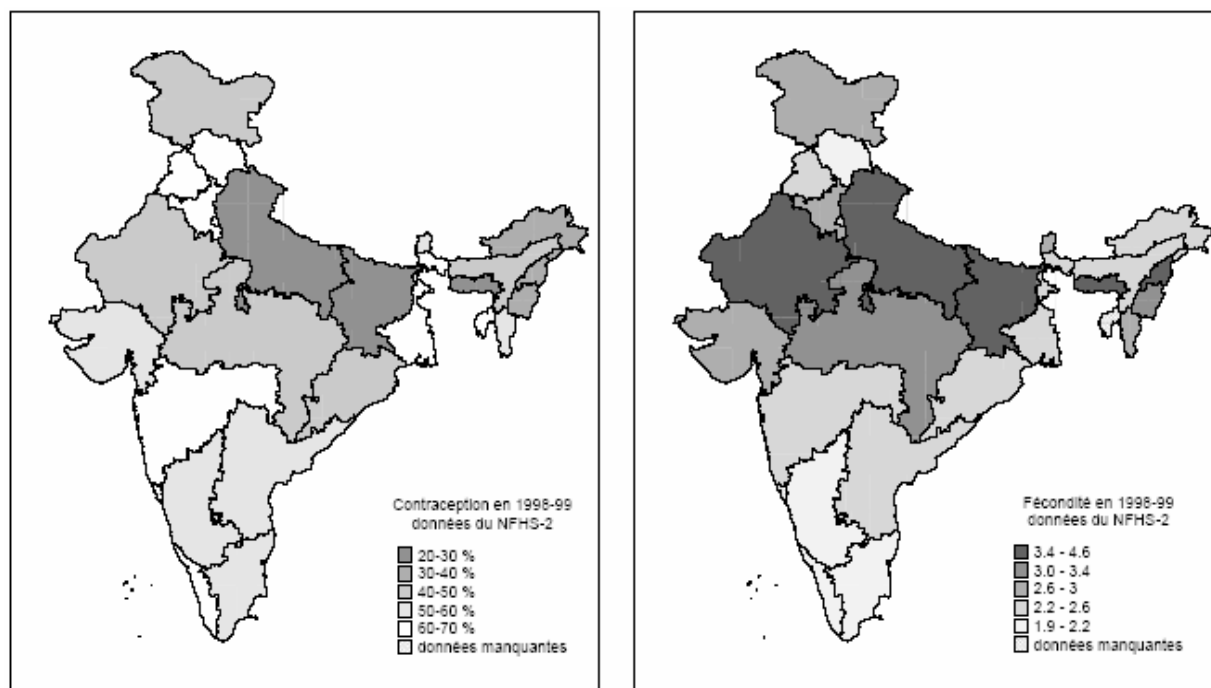 Contraception en 1998-99
données du NFHS-2
20-30 %
30-40 %
40-50 %
50-60 %
60-70 %
données manquantes
Fécondité en 1998-99
données du NFHS-2
3.4 - 4.6
3.0 - 3.4
2.6 - 3
2.2 - 2.6
1.9 - 2.2
données manquantes